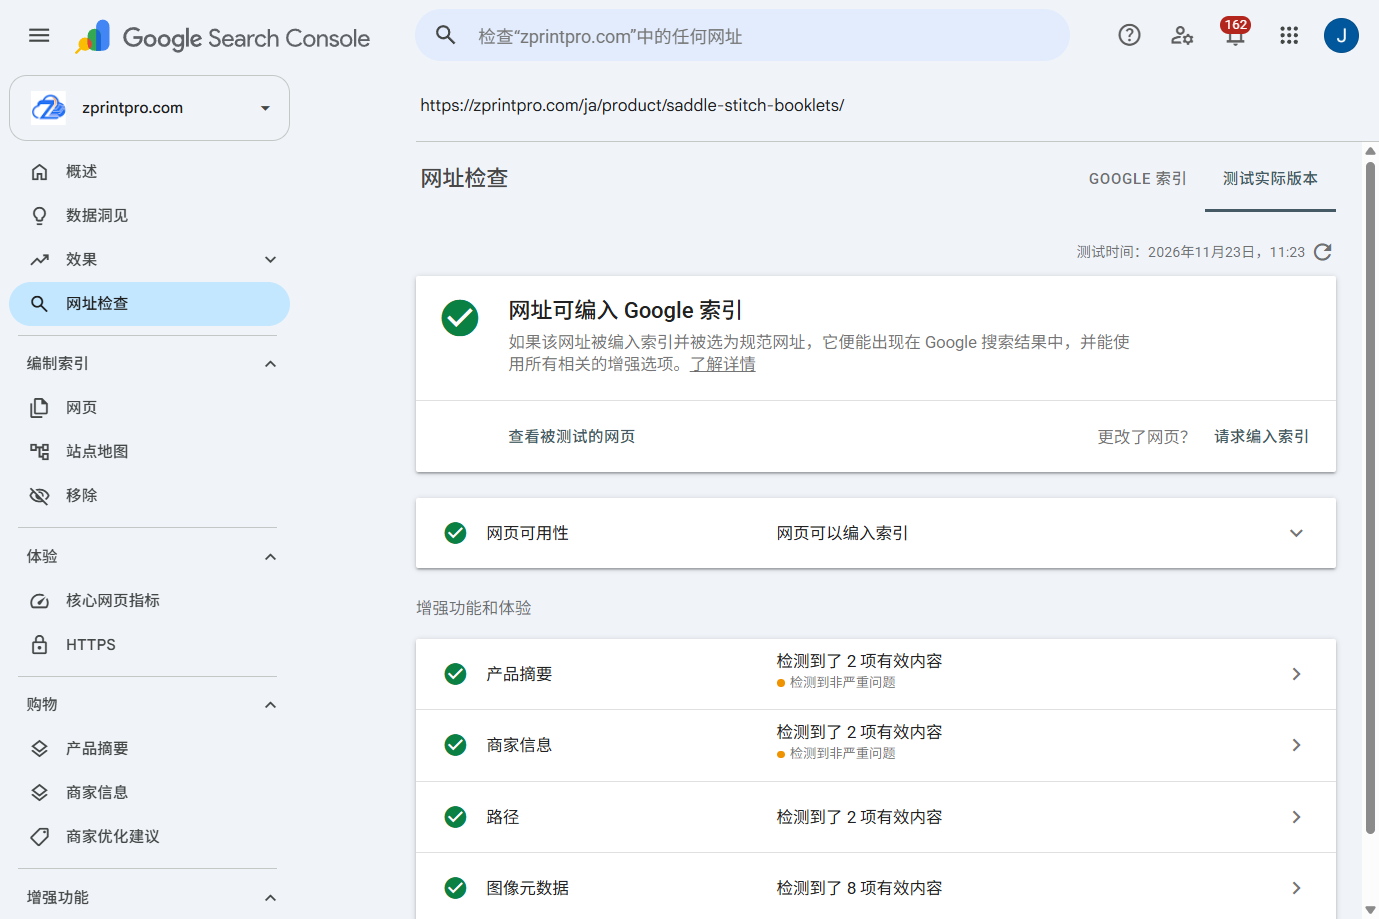 Google Search Console
检查“zprintpro.com”中的任何网址
162
J
zprintpro.com
https://zprintpro.com/ja/product/saddle-stitch-booklets/
概述
数据洞见
效果
网址检查
编制索引
网页
站点地图
移除
体验
核心网页指标
HTTPS
购物
产品摘要
商家信息
商家优化建议
增强功能
网址检查
GOOGLE 索引
测试实际版本
测试时间：2026年11月23日，11:23
网址可编入 Google 索引
如果该网址被编入索引并被选为规范网址，它便能出现在 Google 搜索结果中，并能使
用所有相关的增强选项。了解详情
查看被测试的网页
更改了网页？
请求编入索引
网页可用性
网页可以编入索引
增强功能和体验
产品摘要
检测到了 2 项有效内容
检测到非严重问题
商家信息
检测到了 2 项有效内容
检测到非严重问题
路径
检测到了 2 项有效内容
图像元数据
检测到了 8 项有效内容